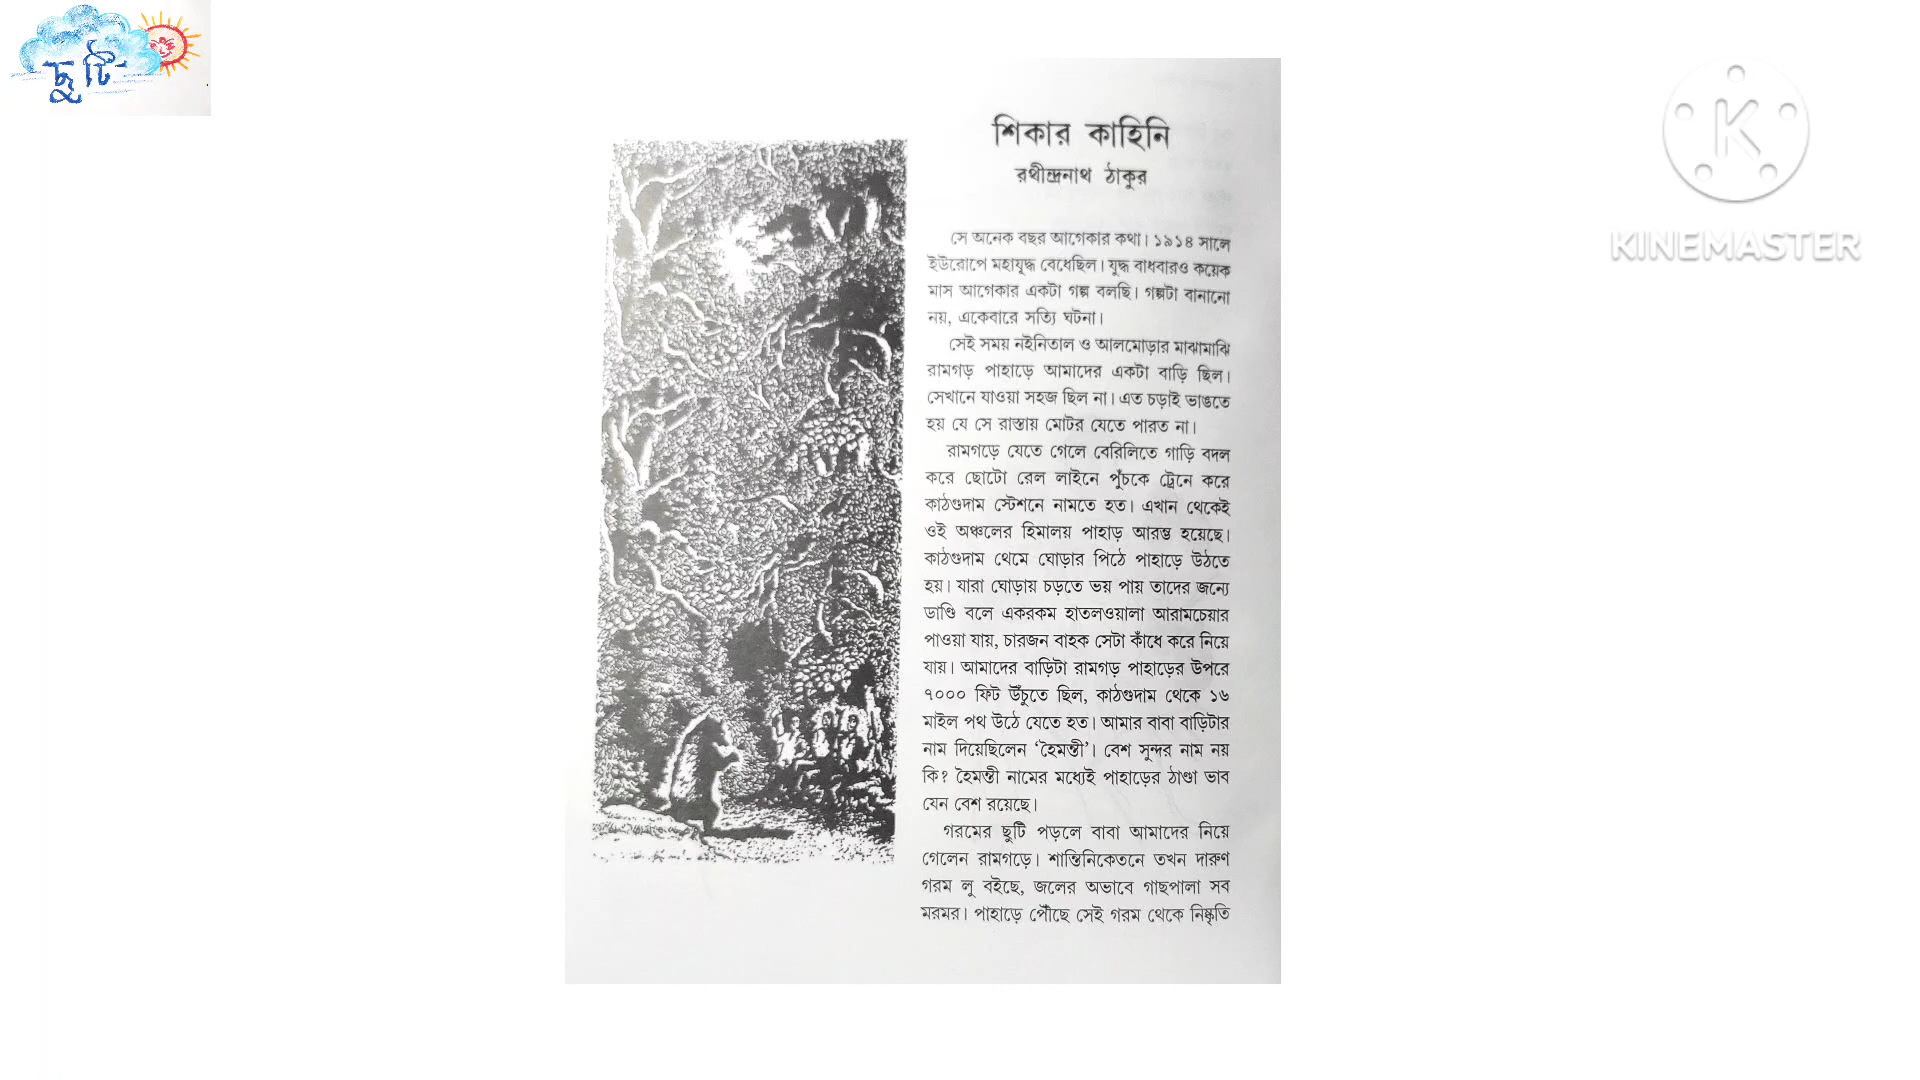 ছুটি
শিকার কাহিনি
রথীন্দ্রনাথ ঠাকুর
সে অনেক বছর আগেকার কথা। ১৯১৪ সালে
ইউরোপে মহাযুদ্ধ বেধেছিল। যুদ্ধ বাধবারও কয়েক
মাস আগেকার একটা গল্প বলছি। গল্পটা বানানো
নয়, একেবারে সত্যি ঘটনা।
সেই সময় নইনিতাল ও আলমোড়ার মাঝামাঝি
রামগড় পাহাড়ে আমাদের একটা বাড়ি ছিল।
সেখানে যাওয়া সহজ ছিল না। এত চড়াই ভাঙতে
হয় যে সে রাস্তায় মোটর যেতে পারত না।
রামগড়ে যেতে গেলে বেরিলিতে গাড়ি বদল
করে ছোটো রেল লাইনে পুঁচকে ট্রেনে করে
কাঠগুদাম স্টেশনে নামতে হত। এখান থেকেই
ওই অঞ্চলের হিমালয় পাহাড় আরম্ভ হয়েছে।
কাঠগুদাম থেমে ঘোড়ার পিঠে পাহাড়ে উঠতে
হয়। যারা ঘোড়ায় চড়তে ভয় পায় তাদের জন্যে
ডাণ্ডি বলে একরকম হাতলওয়ালা আরামচেয়ার
পাওয়া যায়, চারজন বাহক সেটা কাঁধে করে নিয়ে
যায়। আমাদের বাড়িটা রামগড় পাহাড়ের উপরে
৭০০০ ফিট উঁচুতে ছিল, কাঠগুদাম থেকে ১৬
মাইল পথ উঠে যেতে হত। আমার বাবা বাড়িটার
নাম দিয়েছিলেন ‘হৈমন্তী’। বেশ সুন্দর নাম নয়
কি? হৈমন্তী নামের মধ্যেই পাহাড়ের ঠাণ্ডা ভাব
যেন বেশ রয়েছে।
গরমের ছুটি পড়লে বাবা আমাদের নিয়ে
গেলেন রামগড়ে। শান্তিনিকেতনে তখন দারুণ
গরম লু বইছে, জলের অভাবে গাছপালা সব
মরমর। পাহাড়ে পৌঁছে সেই গরম থেকে নিষ্কৃতি
K
KINEMASTER